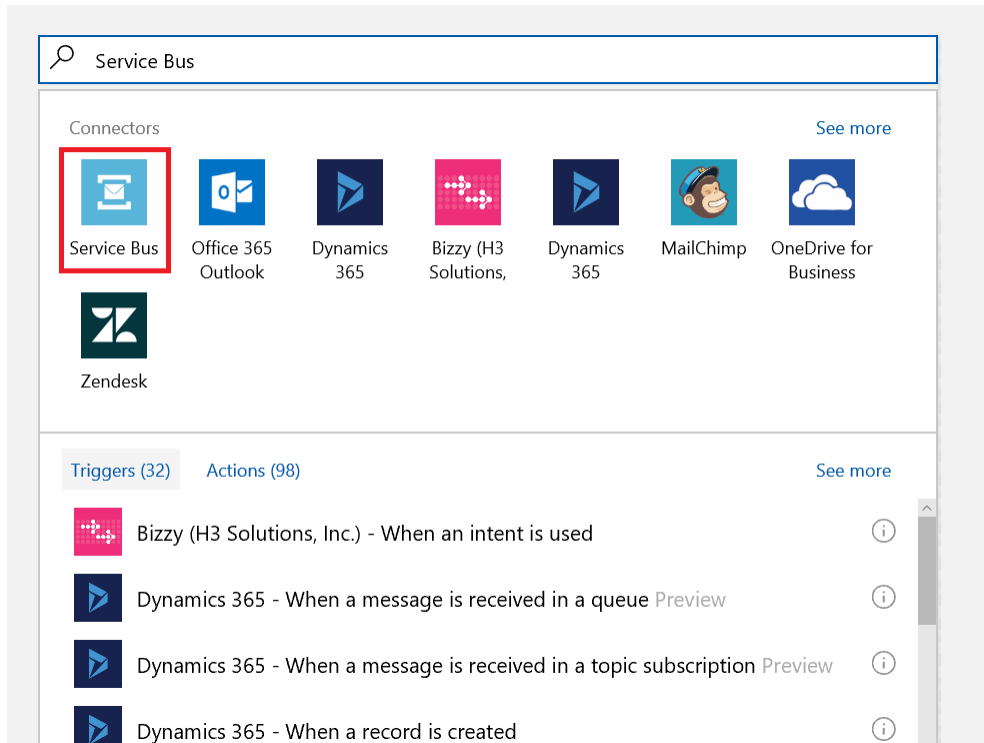 Service Bus
Connectors
See more
Service Bus
Office 365
Outlook
Dynamics
365
Bizzy (H3
Solutions,
Dynamics
365
MailChimp
OneDrive for
Business
Zendesk
Triggers (32)
Actions (98)
See more
Bizzy (H3 Solutions, Inc.) - When an intent is used
Dynamics 365 - When a message is received in a queue Preview
Dynamics 365 - When a message is received in a topic subscription Preview
Dynamics 365 - When a record is created